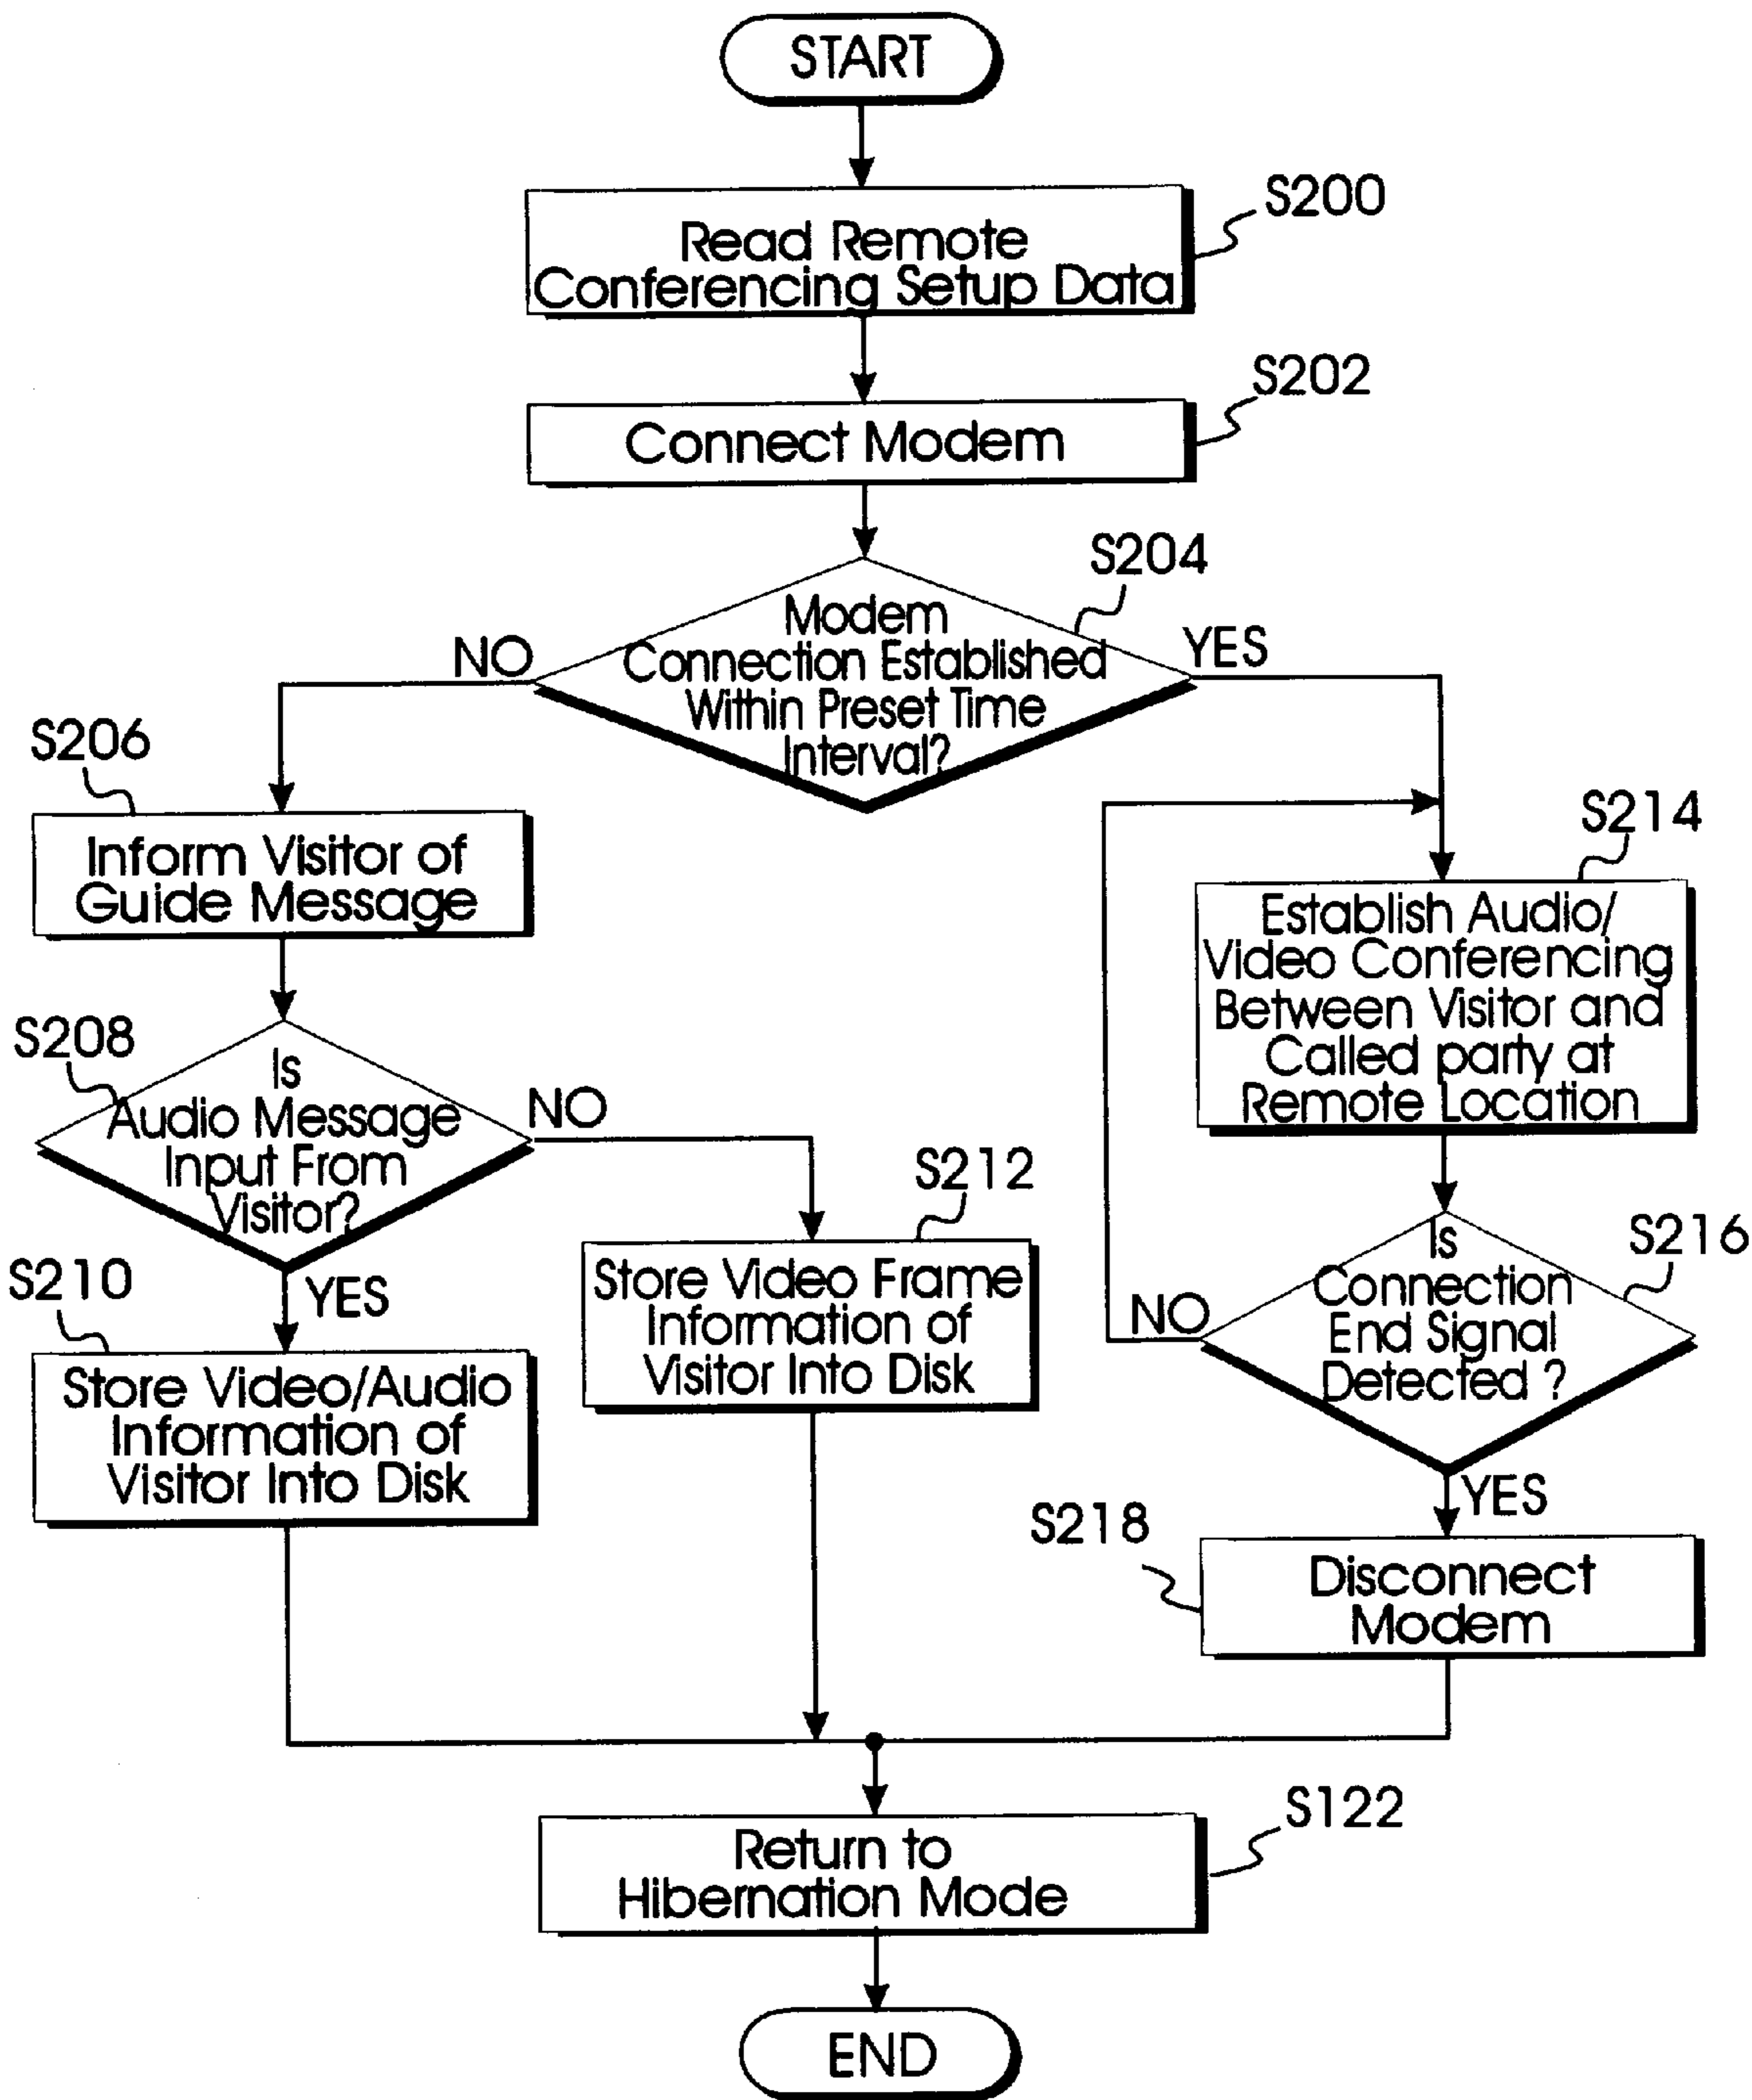 START
S200
Read Remote
Conferencing Setup Data
S202
Connect Modem
S204
Modem
Connection Established
Within Preset Time
Interval?
NO
YES
S206
Inform Visitor of
Guide Message
S214
Establish Audio/
Video Conferencing
Between Visitor and
Called party at
Remote Location
S208
Is
Audio Message
Input From
Visitor?
NO
YES
S212
Store Video Frame
Information of
Visitor Into Disk
S216
Is
Connection
End Signal
Detected ?
NO
YES
S210
Store Video/Audio
Information of
Visitor Into Disk
S218
Disconnect
Modem
S122
Return to
Hibernation Mode
END